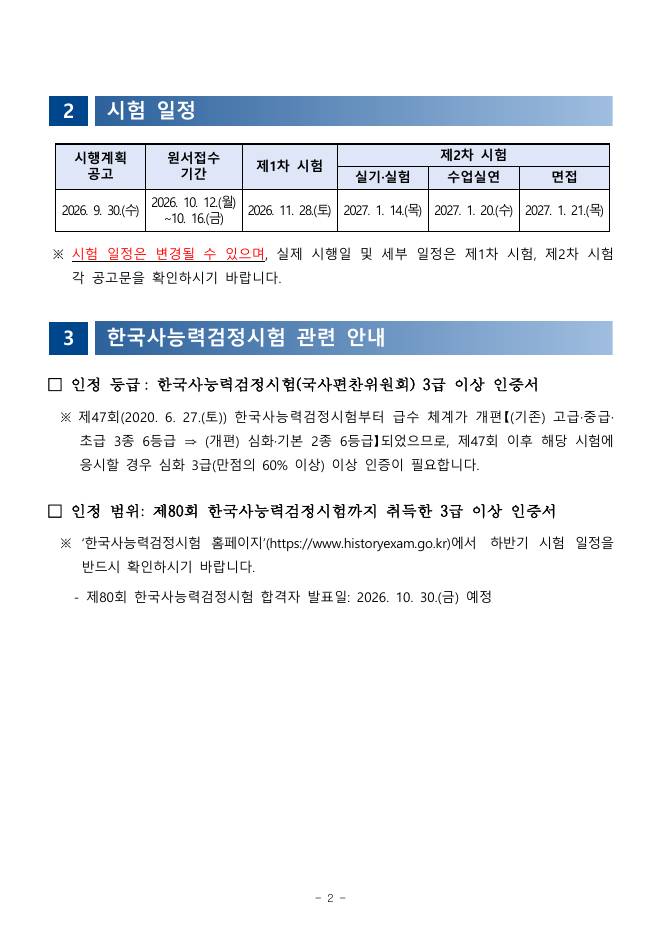 2 시험 일정
시행계획 공고 원서접수 기간 제1차 시험 제2차 시험
실기·실험 수업실연 면접
2026. 9. 30.(수) 2026. 10. 12.(월) ~10. 16.(금) 2026. 11. 28.(토) 2027. 1. 14.(목) 2027. 1. 20.(수) 2027. 1. 21.(목)
※ 시험 일정은 변경될 수 있으며, 실제 시행일 및 세부 일정은 제1차 시험, 제2차 시험
각 공고문을 확인하시기 바랍니다.
3 한국사능력검정시험 관련 안내
□ 인정 등급 : 한국사능력검정시험(국사편찬위원회) 3급 이상 인증서
※ 제47회(2020. 6. 27.(토)) 한국사능력검정시험부터 급수 체계가 개편【(기존) 고급·중급·
초급 3종 6등급 ⇒ (개편) 심화·기본 2종 6등급】되었으므로, 제47회 이후 해당 시험에
응시할 경우 심화 3급(만점의 60% 이상) 이상 인증이 필요합니다.
□ 인정 범위: 제80회 한국사능력검정시험까지 취득한 3급 이상 인증서
※ ‘한국사능력검정시험 홈페이지’(https://www.historyexam.go.kr)에서 하반기 시험 일정을
반드시 확인하시기 바랍니다.
- 제80회 한국사능력검정시험 합격자 발표일: 2026. 10. 30.(금) 예정
- 2 -